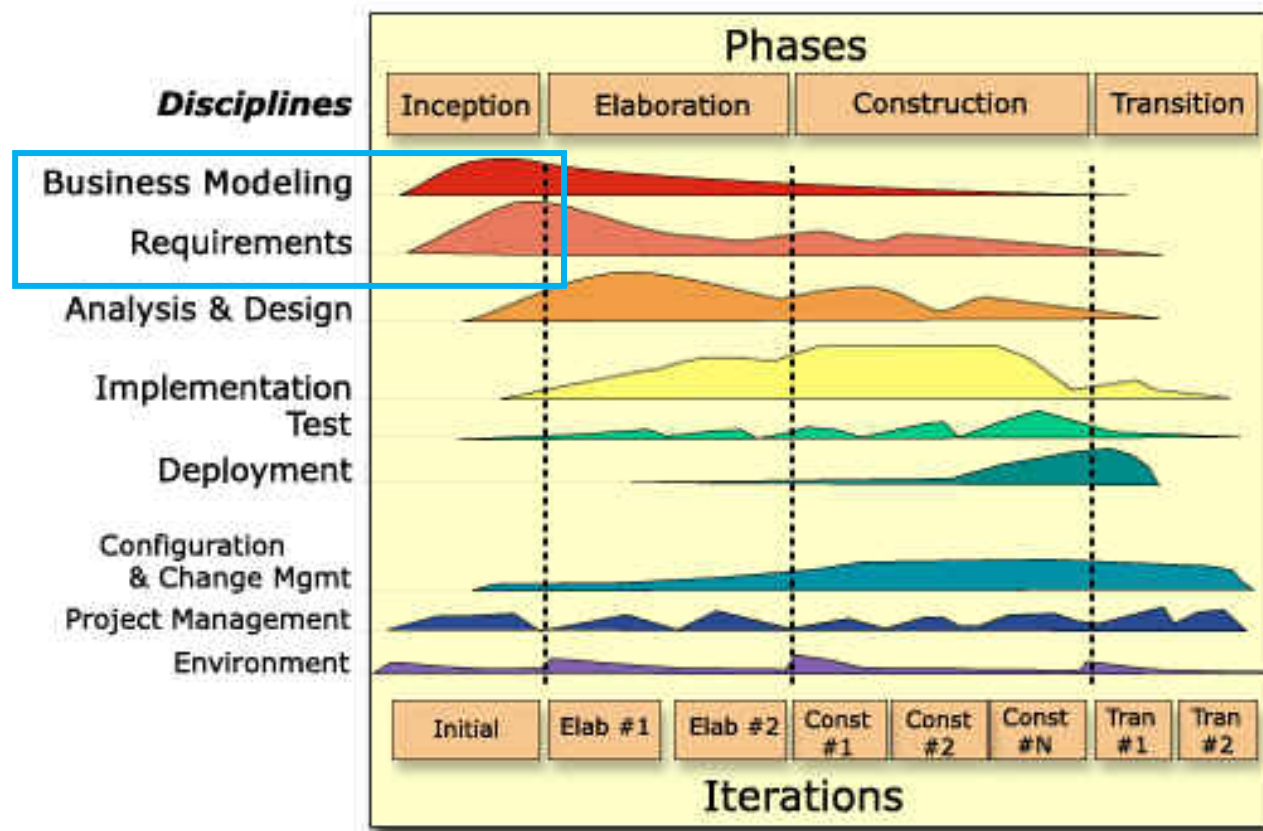 Phases
Disciplines
Inception
Elaboration
Construction
Transition
Business Modeling
Requirements
Analysis & Design
Implementation
Test
Deployment
Configuration
& Change Mgmt
Project Management
Environment
Initial
Elab #1
Elab #2
Const
#1
Const
#2
Const
#N
Tran
#1
Tran
#2
Iterations